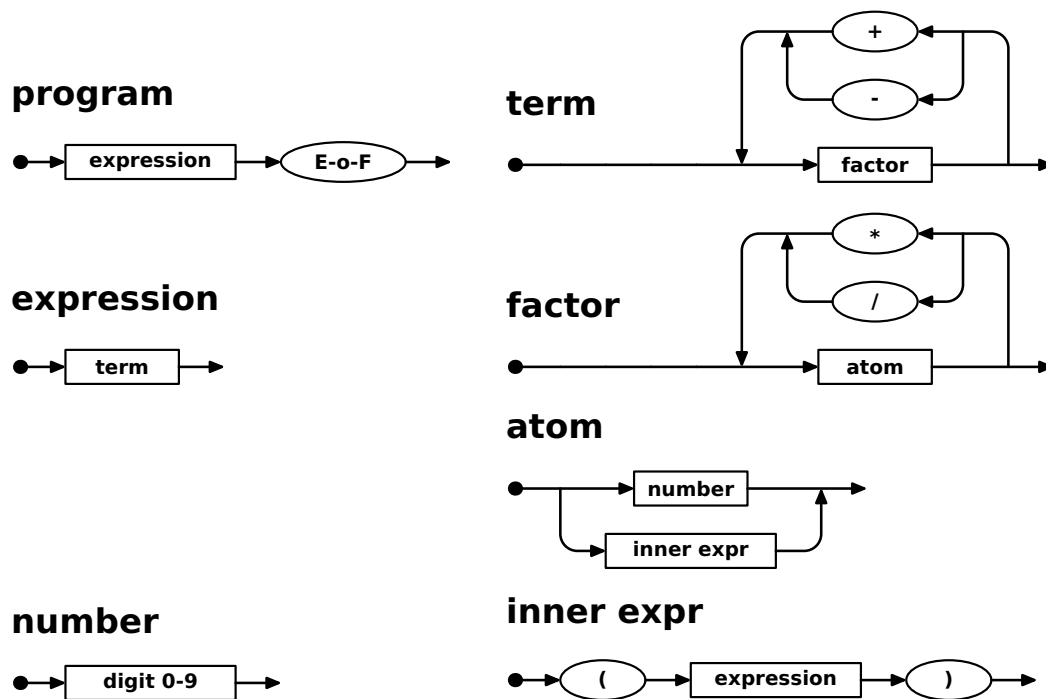 program
expression
E-o-F
term
+
-
factor
expression
term
factor
*
/
atom
atom
number
inner expr
number
digit 0-9
inner expr
(
expression
)